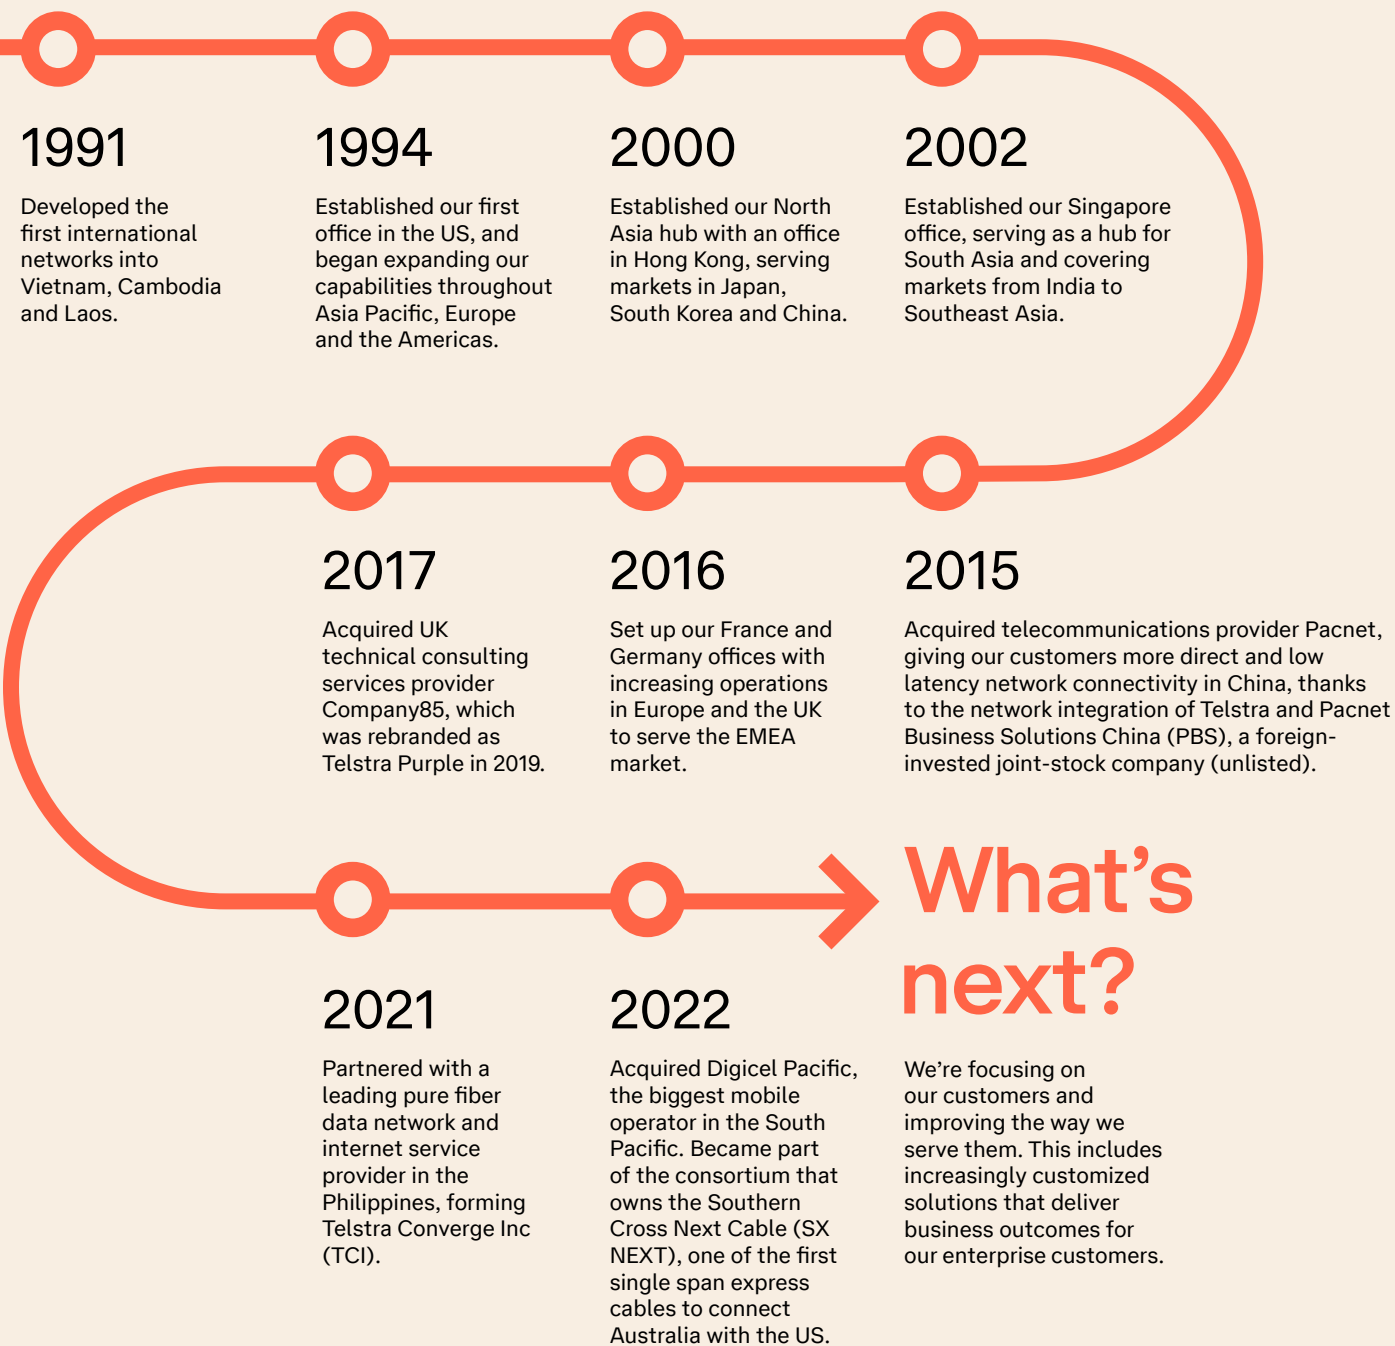 1991
Developed the
first international
networks into
Vietnam, Cambodia
and Laos.
1994
Established our first
office in the US, and
began expanding our
capabilities throughout
Asia Pacific, Europe
and the Americas.
2000
Established our North
Asia hub with an office
in Hong Kong, serving
markets in Japan,
South Korea and China.
2002
Established our Singapore
office, serving as a hub for
South Asia and covering
markets from India to
Southeast Asia.
2015
Acquired telecommunications provider Pacnet,
giving our customers more direct and low
latency network connectivity in China, thanks
to the network integration of Telstra and Pacnet
Business Solutions China (PBS), a foreign-
invested joint-stock company (unlisted).
2016
Set up our France and
Germany offices with
increasing operations
in Europe and the UK
to serve the EMEA
market.
2017
Acquired UK
technical consulting
services provider
Company85, which
was rebranded as
Telstra Purple in 2019.
2021
Partnered with a
leading pure fiber
data network and
internet service
provider in the
Philippines, forming
Telstra Converge Inc
(TCI).
2022
Acquired Digicel Pacific,
the biggest mobile
operator in the South
Pacific. Became part
of the consortium that
owns the Southern
Cross Next Cable (SX
NEXT), one of the first
single span express
cables to connect
Australia with the US.
What's
next?
We're focusing on
our customers and
improving the way we
serve them. This includes
increasingly customized
solutions that deliver
business outcomes for
our enterprise customers.